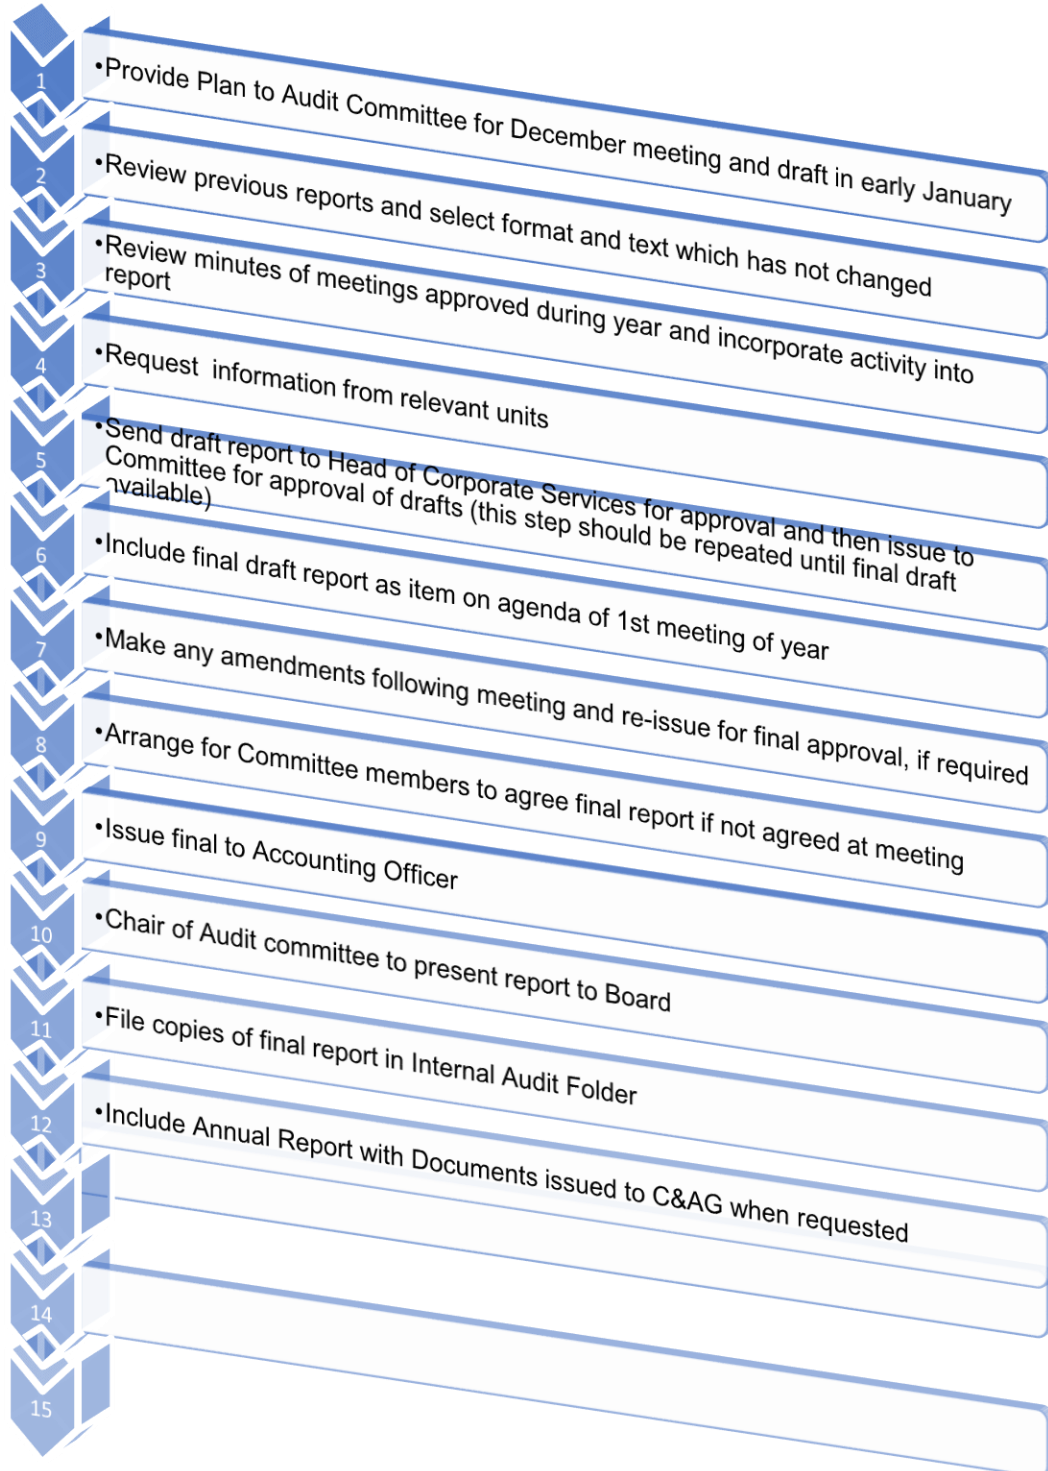 1
•Provide Plan to Audit Committee for December meeting and draft in early January
2
•Review previous reports and select format and text which has not changed
3
•Review minutes of meetings approved during year and incorporate activity into
report
4
•Request  information from relevant units
5
•Send draft report to Head of Corporate Services for approval and then issue to
Committee for approval of drafts (this step should be repeated until final draft
available)
6
•Include final draft report as item on agenda of 1st meeting of year
7
•Make any amendments following meeting and re-issue for final approval, if required
8
•Arrange for Committee members to agree final report if not agreed at meeting
9
•Issue final to Accounting Officer
10
•Chair of Audit committee to present report to Board
11
•File copies of final report in Internal Audit Folder
12
•Include Annual Report with Documents issued to C&AG when requested
13
14
15